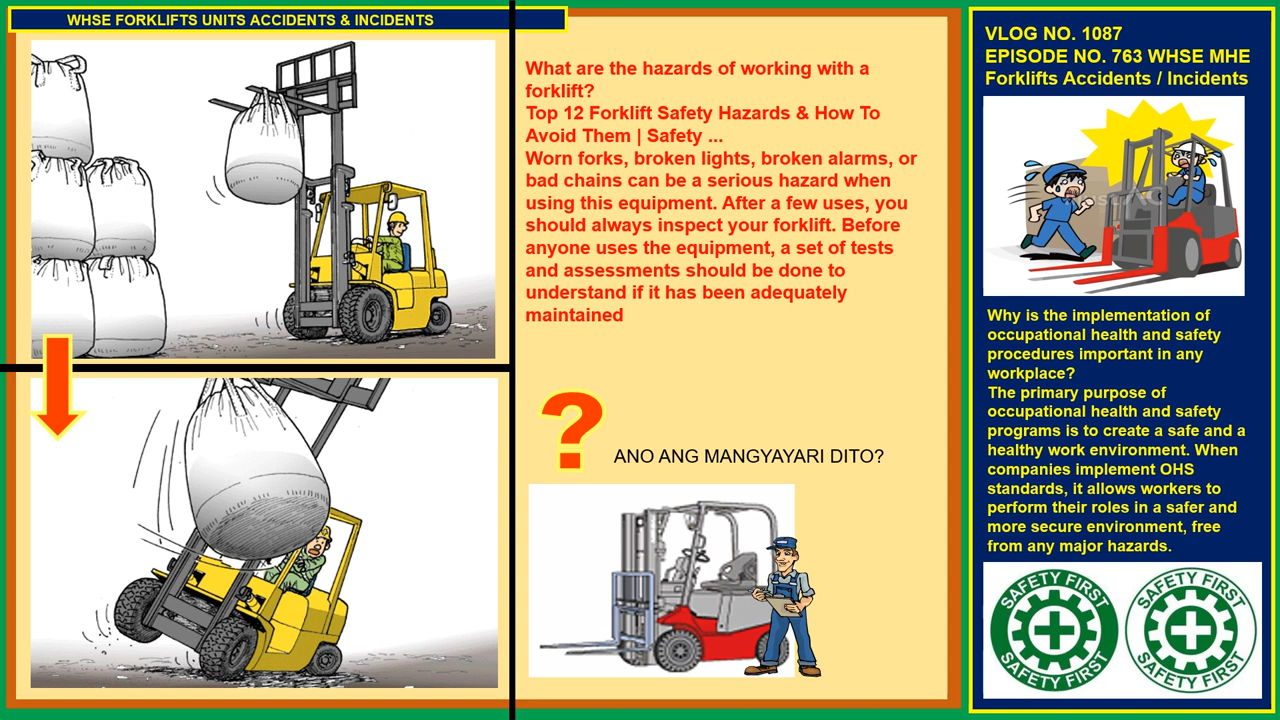 WHSE FORKLIFTS UNITS ACCIDENTS & INCIDENTS
What are the hazards of working with a
forklift?
Top 12 Forklift Safety Hazards & How To
Avoid Them | Safety ...
Worn forks, broken lights, broken alarms, or
bad chains can be a serious hazard when
using this equipment. After a few uses, you
should always inspect your forklift. Before
anyone uses the equipment, a set of tests
and assessments should be done to
understand if it has been adequately
maintained
?
ANO ANG MANGYAYARI DITO?
VLOG NO. 1087
EPISODE NO. 763 WHSE MHE
Forklifts Accidents / Incidents
Why is the implementation of
occupational health and safety
procedures important in any
workplace?
The primary purpose of
occupational health and safety
programs is to create a safe and a
healthy work environment. When
companies implement OHS
standards, it allows workers to
perform their roles in a safer and
more secure environment, free
from any major hazards.
SAFETY FIRST
SAFETY FIRST
SAFETY FIRST
SAFETY FIRST